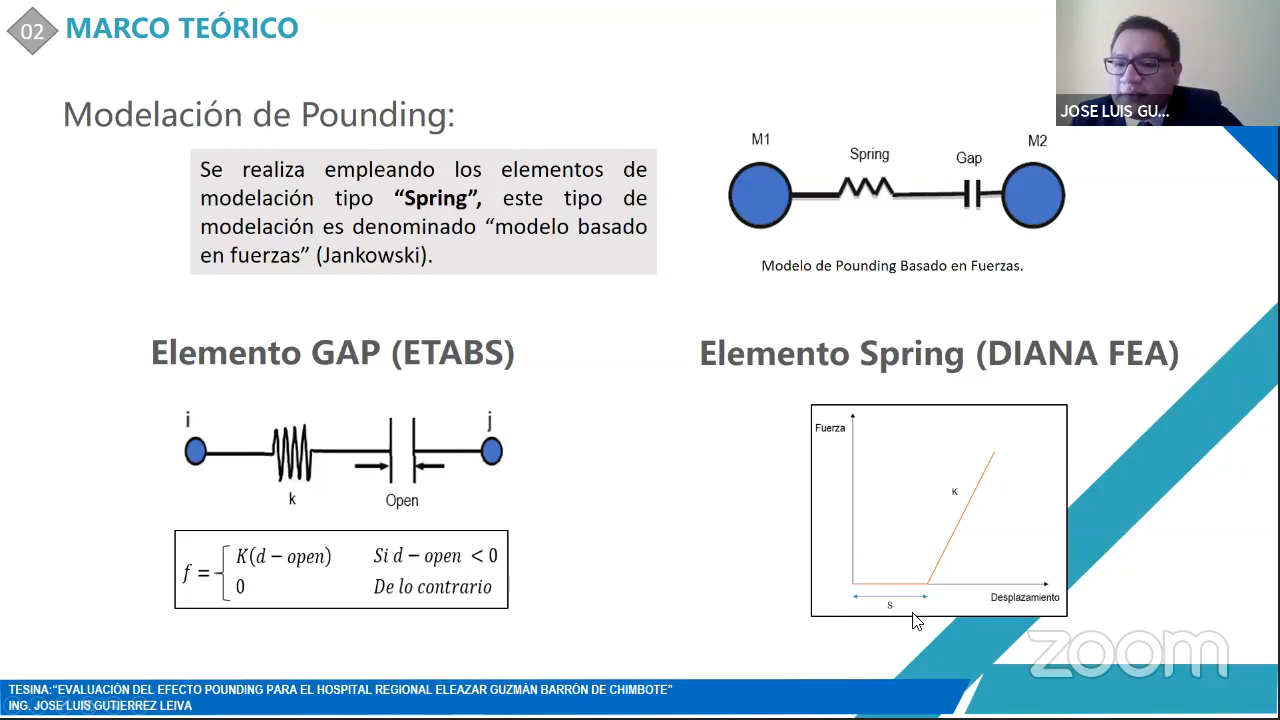 02 MARCO TEÓRICO
JOSE LUIS GU...
Modelación de Pounding:
Se realiza empleando los elementos de
modelación tipo “Spring”, este tipo de
modelación es denominado “modelo basado
en fuerzas” (Jankowski).
M1
Spring
Gap
M2
Modelo de Pounding Basado en Fuerzas.
Elemento GAP (ETABS)
i
j
k
Open
f = { K(d − open) Si d − open < 0
0 De lo contrario
Elemento Spring (DIANA FEA)
Fuerza
K
S
Desplazamiento
zoom
TESINA:“EVALUACIÓN DEL EFECTO POUNDING PARA EL HOSPITAL REGIONAL ELEAZAR GUZMÁN BARRÓN DE CHIMBOTE”
ING. JOSE LUIS GUTIERREZ LEIVA